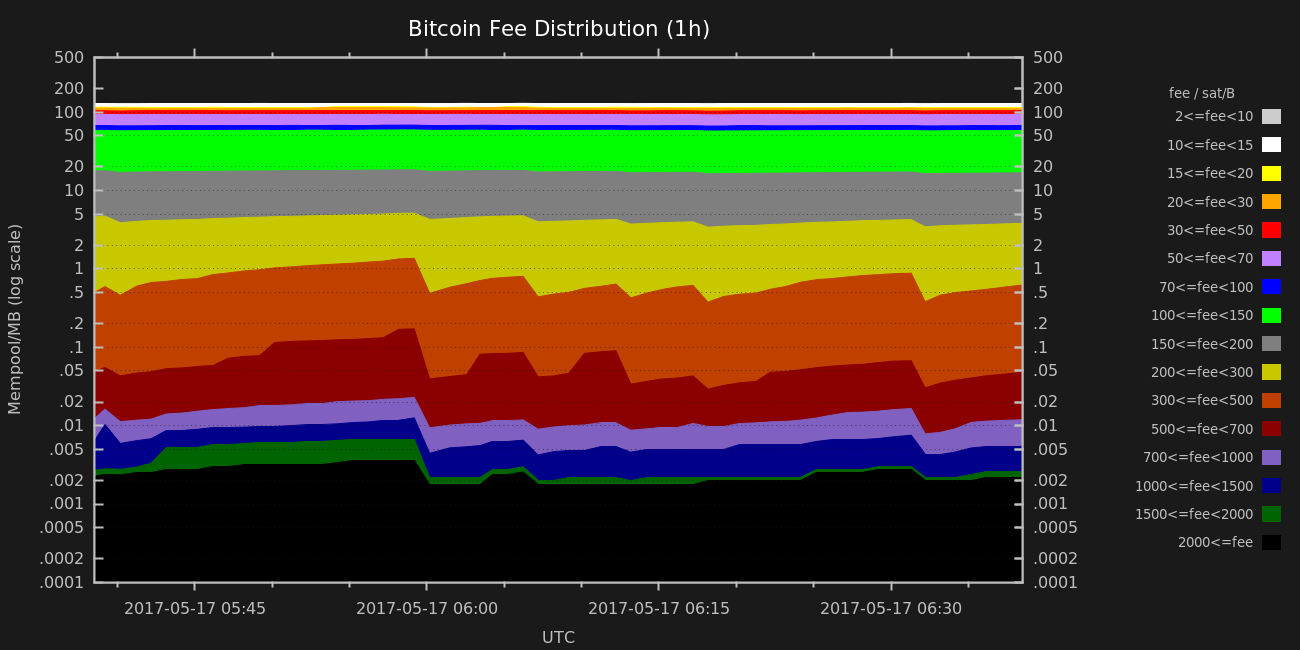 Bitcoin Fee Distribution (1h)
Mempool/MB (log scale)
500
200
100
50
20
10
5
2
1
.5
.2
.1
.05
.02
.01
.005
.002
.001
.0005
.0002
.0001
500
200
100
50
20
10
5
2
1
.5
.2
.1
.05
.02
.01
.005
.002
.001
.0005
.0002
.0001
2017-05-17 05:45
2017-05-17 06:00
2017-05-17 06:15
2017-05-17 06:30
UTC
fee / sat/B
2<=fee<10
10<=fee<15
15<=fee<20
20<=fee<30
30<=fee<50
50<=fee<70
70<=fee<100
100<=fee<150
150<=fee<200
200<=fee<300
300<=fee<500
500<=fee<700
700<=fee<1000
1000<=fee<1500
1500<=fee<2000
2000<=fee